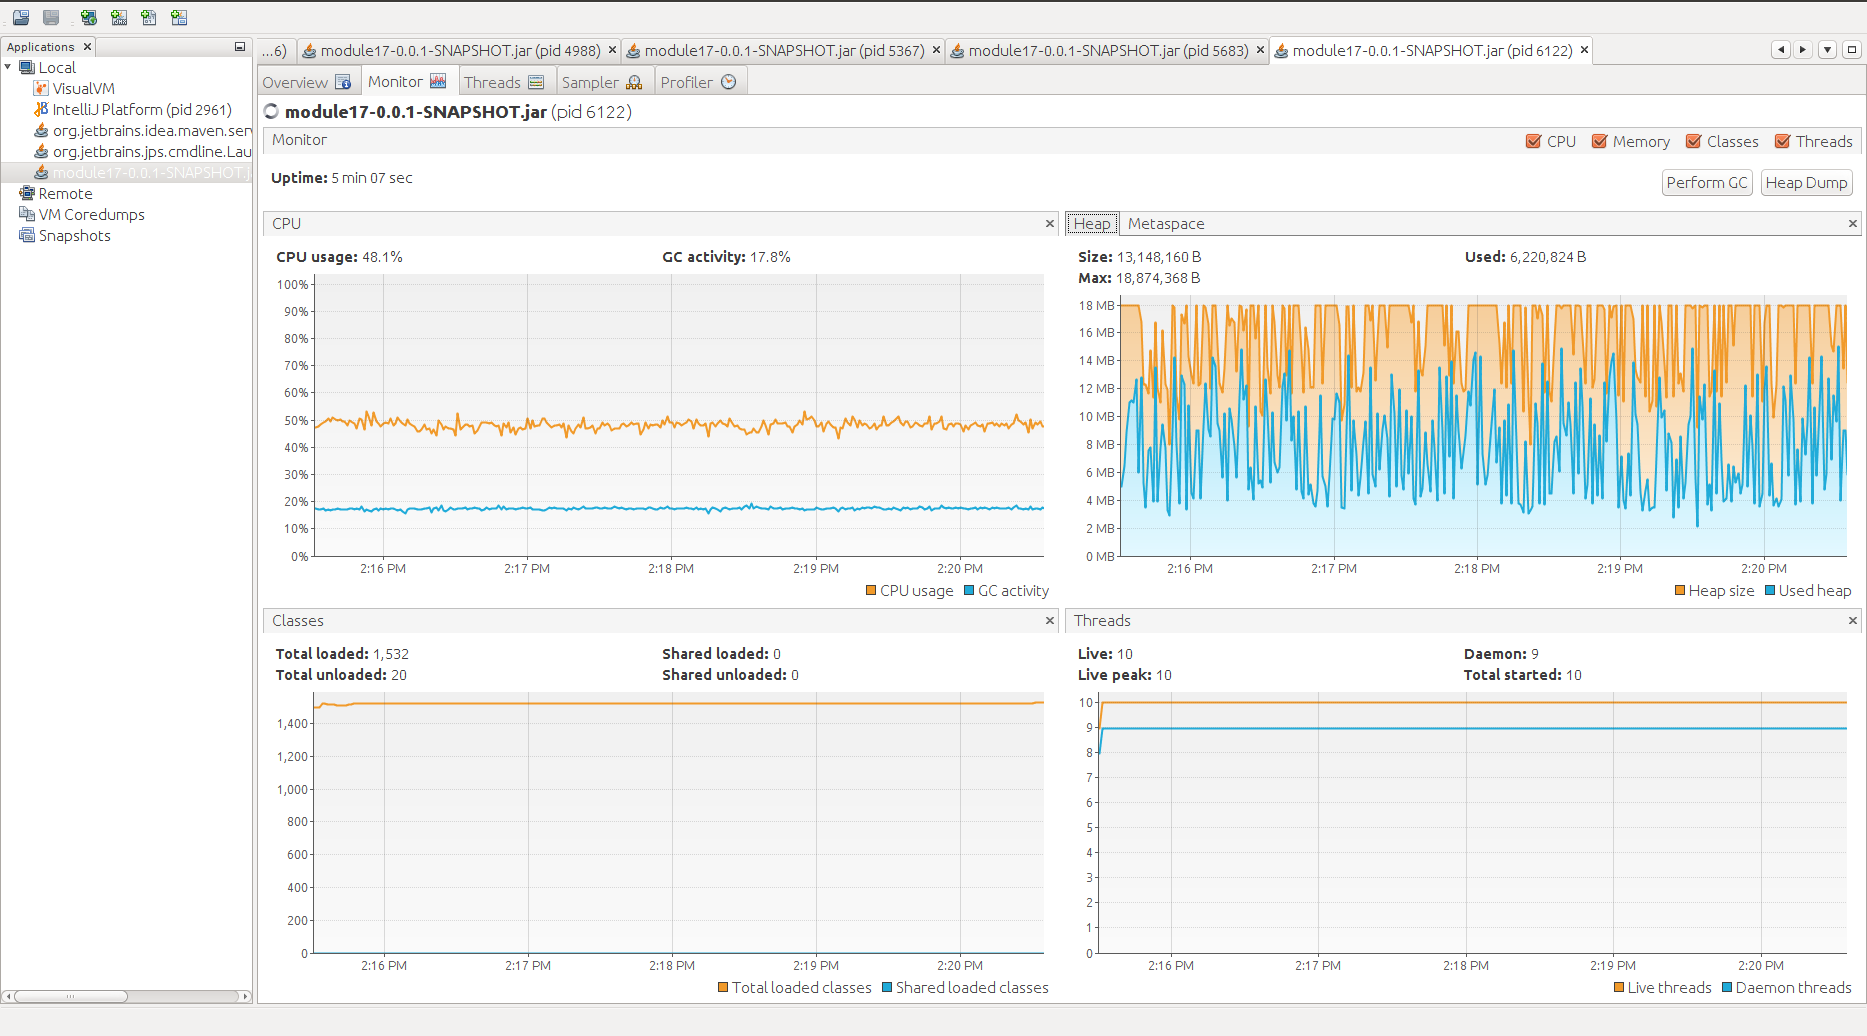 Applications
...6) module17-0.0.1-SNAPSHOT.jar (pid 4988) module17-0.0.1-SNAPSHOT.jar (pid 5367) module17-0.0.1-SNAPSHOT.jar (pid 5683) module17-0.0.1-SNAPSHOT.jar (pid 6122)
Local
VisualVM
IntelliJ Platform (pid 2961)
org.jetbrains.idea.maven.ser
org.jetbrains.jps.cmdline.Lau
module17-0.0.1-SNAPSHOT.j
Remote
VM Coredumps
Snapshots
Overview Monitor Threads Sampler Profiler
module17-0.0.1-SNAPSHOT.jar (pid 6122)
Monitor CPU Memory Classes Threads
Uptime: 5 min 07 sec Perform GC Heap Dump
CPU
CPU usage: 48.1% GC activity: 17.8%
100%
90%
80%
70%
60%
50%
40%
30%
20%
10%
0%
2:16 PM 2:17 PM 2:18 PM 2:19 PM 2:20 PM
CPU usage GC activity
Heap Metaspace
Size: 13,148,160 B Used: 6,220,824 B
Max: 18,874,368 B
18 MB
16 MB
14 MB
12 MB
10 MB
8 MB
6 MB
4 MB
2 MB
0 MB
2:16 PM 2:17 PM 2:18 PM 2:19 PM 2:20 PM
Heap size Used heap
Classes
Total loaded: 1,532 Shared loaded: 0
Total unloaded: 20 Shared unloaded: 0
1,400
1,200
1,000
800
600
400
200
0
2:16 PM 2:17 PM 2:18 PM 2:19 PM 2:20 PM
Total loaded classes Shared loaded classes
Threads
Live: 10 Daemon: 9
Live peak: 10 Total started: 10
10
9
8
7
6
5
4
3
2
1
0
2:16 PM 2:17 PM 2:18 PM 2:19 PM 2:20 PM
Live threads Daemon threads